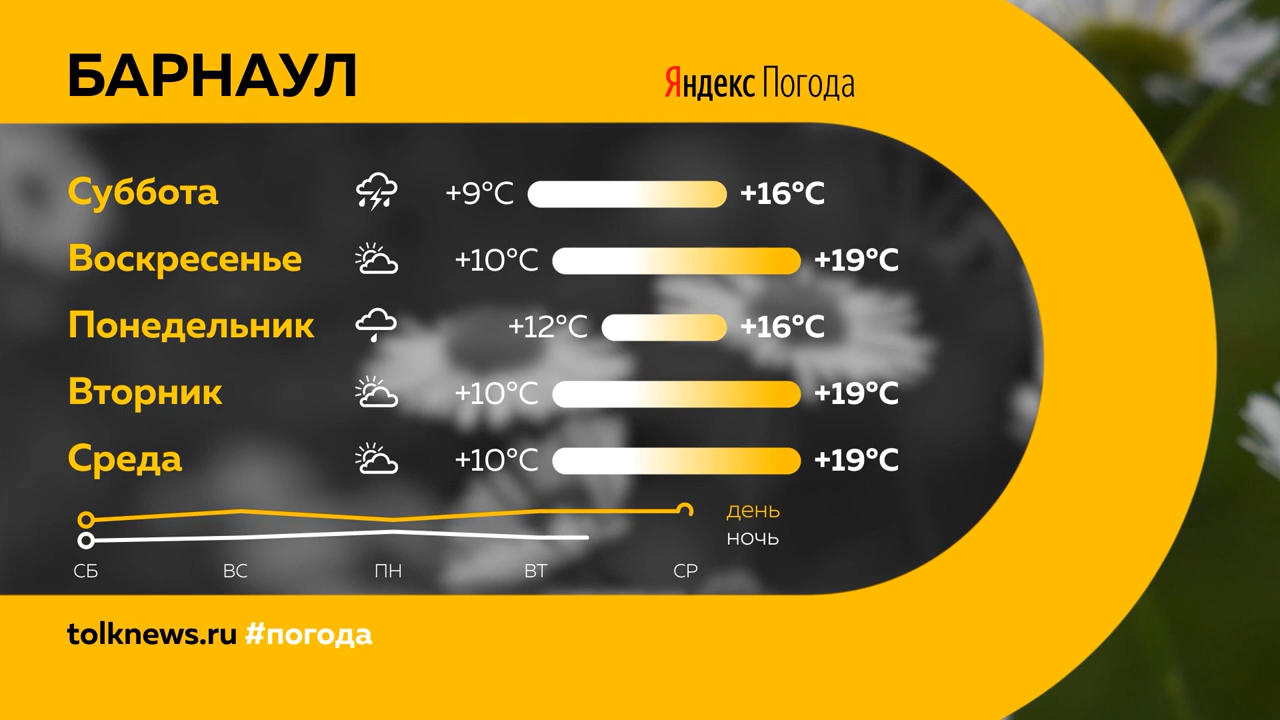 БАРНАУЛ
Яндекс Погода
Суббота +9°C +16°C
Воскресенье +10°C +19°C
Понедельник +12°C +16°C
Вторник +10°C +19°C
Среда +10°C +19°C
день
ночь
СБ ВС ПН ВТ СР
tolknews.ru #погода